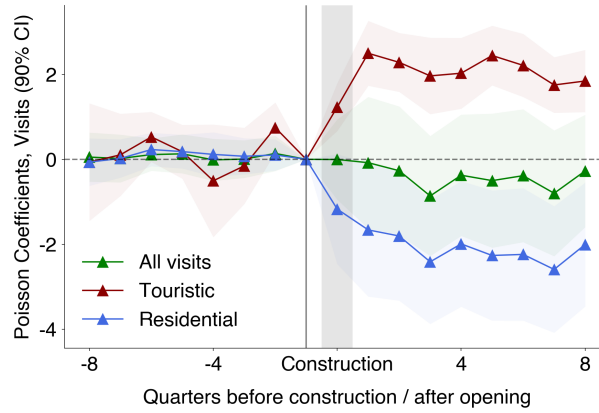 Poisson Coefficients, Visits (90% CI)
2
0
-2
-4
All visits
Touristic
Residential
-8
-4
Construction
4
8
Quarters before construction / after opening